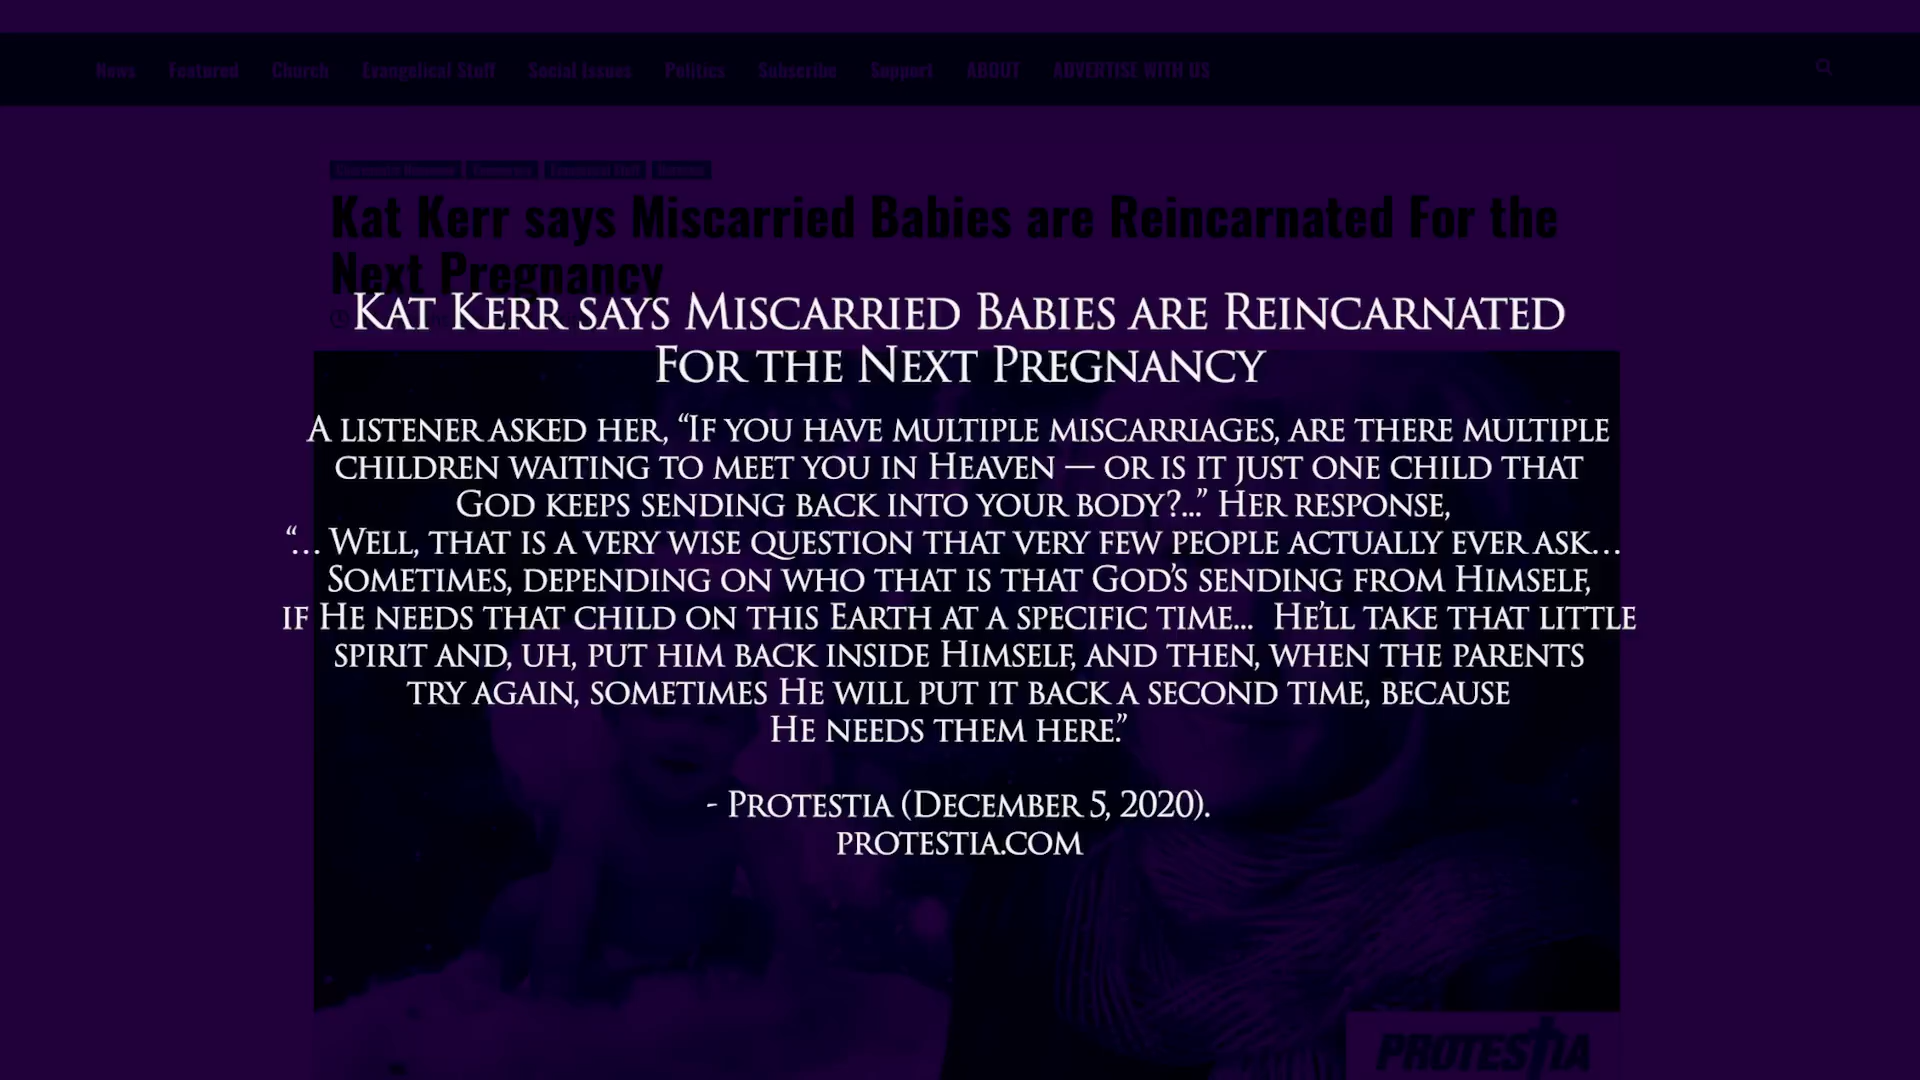 News Featured Church Evangelical Stuff Social Issues Politics Subscribe Support ABOUT ADVERTISE WITH US
Kat Kerr says Miscarried Babies are Reincarnated For the
Next Pregnancy
Kat Kerr says Miscarried Babies are Reincarnated
For the Next Pregnancy
A listener asked her, “If you have multiple miscarriages, are there multiple
children waiting to meet you in Heaven — or is it just one child that
God keeps sending back into your body?...” Her response,
“... Well, that is a very wise question that very few people actually ever ask...
Sometimes, depending on who that is that God’s sending from Himself,
if He needs that child on this Earth at a specific time... He’ll take that little
spirit and, uh, put him back inside Himself, and then, when the parents
try again, sometimes He will put it back a second time, because
He needs them here.”
- Protestia (December 5, 2020).
protestia.com
PROTESTIA